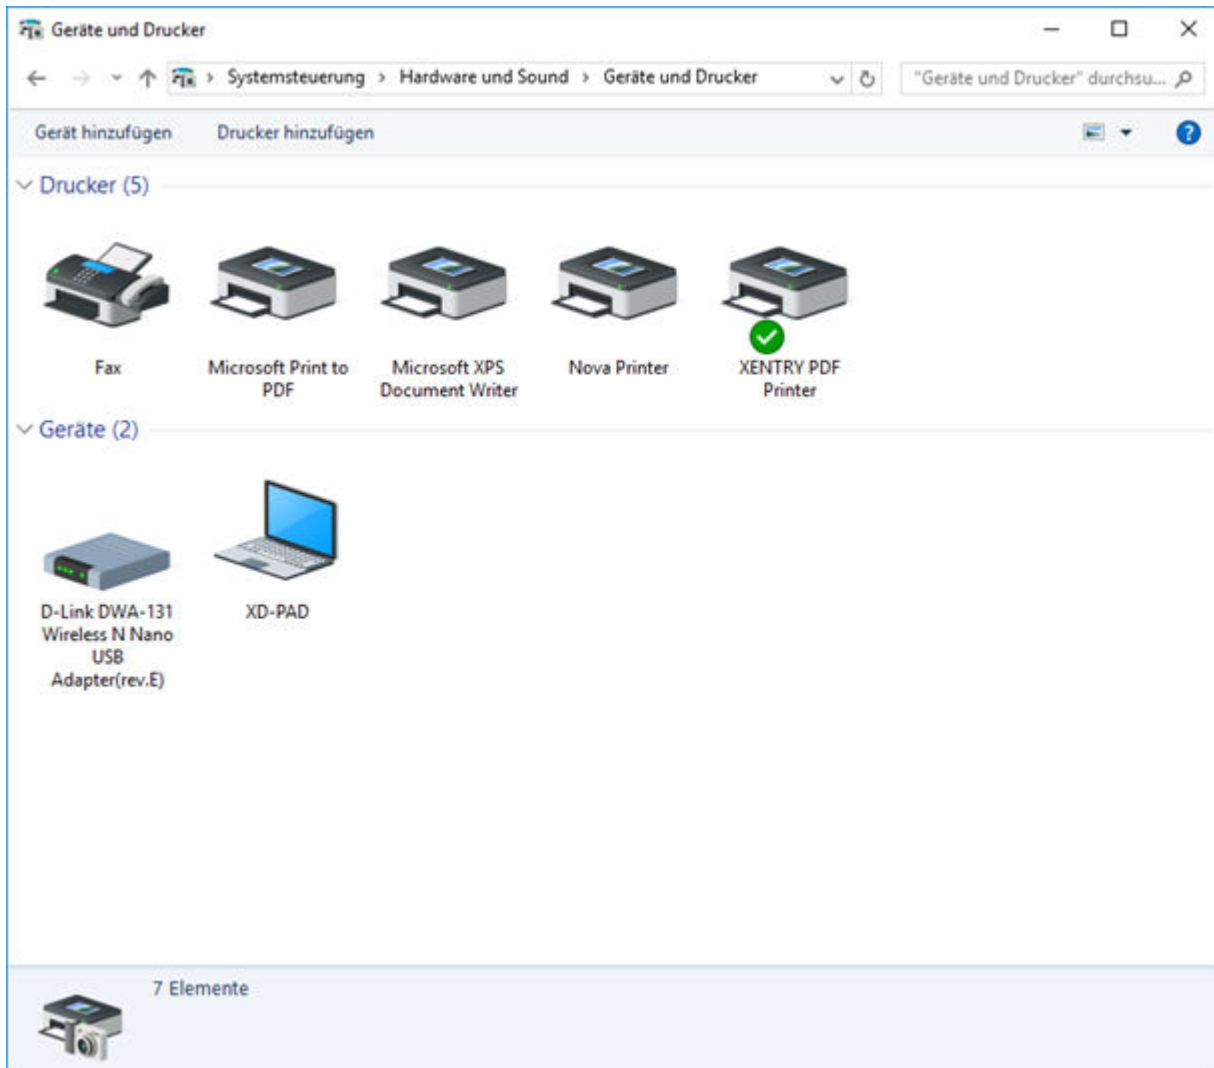 Geräte und Drucker
Systemsteuerung > Hardware und Sound > Geräte und Drucker
"Geräte und Drucker" durchsu...
Gerät hinzufügen Drucker hinzufügen
Drucker (5)
Fax
Microsoft Print to
PDF
Microsoft XPS
Document Writer
Nova Printer
XENTRY PDF
Printer
Geräte (2)
D-Link DWA-131
Wireless N Nano
USB
Adapter(rev.E)
XD-PAD
7 Elemente